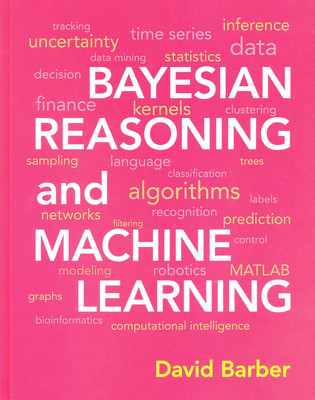 tracking
time series
inference
uncertainty
data
data mining
statistics
decision
BAYESIAN
finance
kernels
clustering
REASONING
sampling
language
trees
classification
and
algorithms
labels
networks
recognition
prediction
filtering
MACHINE
control
modeling
robotics
MATLAB
graphs
LEARNING
bioinformatics
computational intelligence
David Barber